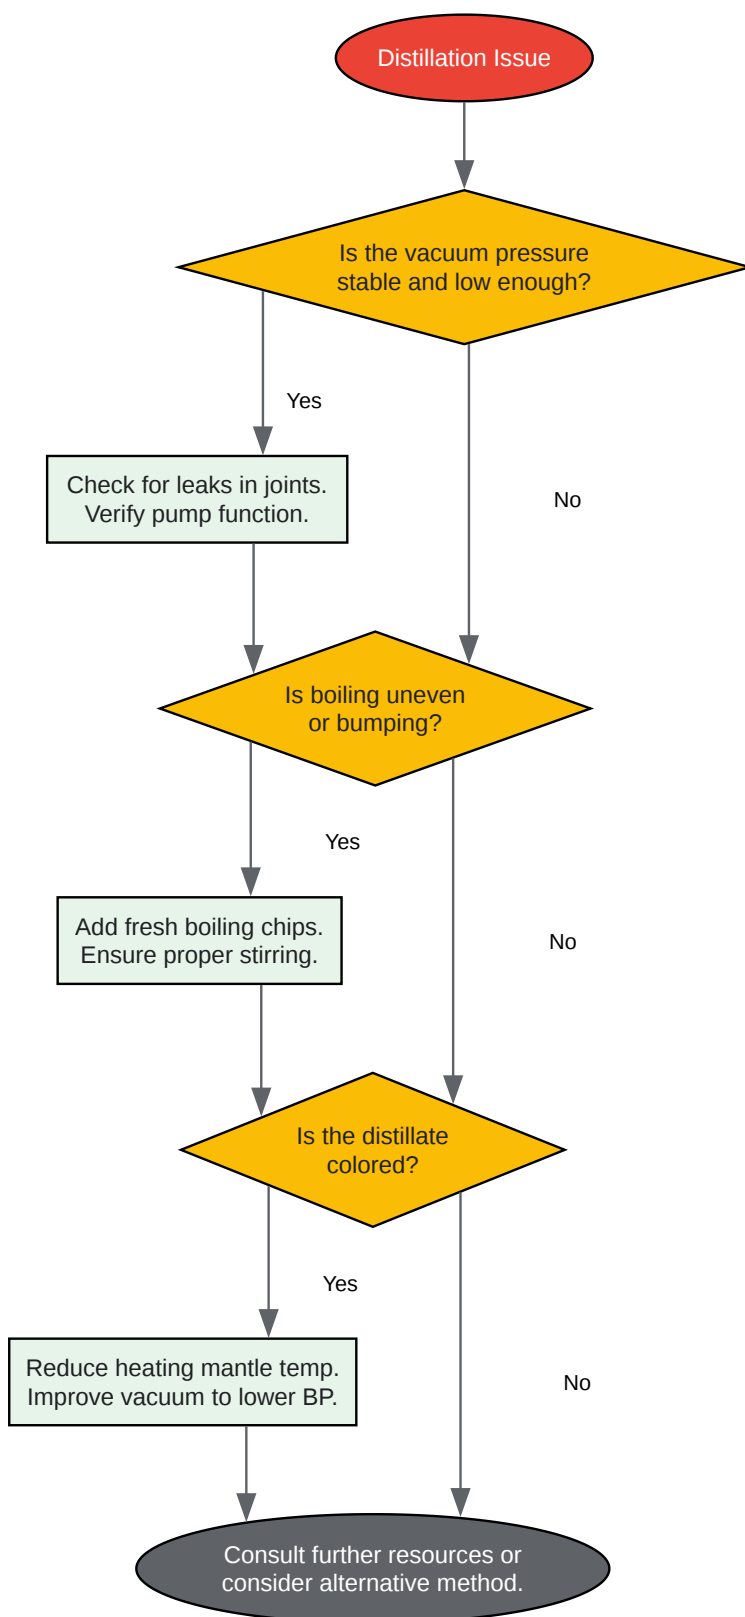 Distillation Issue
Is the vacuum pressure
stable and low enough?
Yes
Check for leaks in joints.
Verify pump function.
No
Is boiling uneven
or bumping?
Yes
Add fresh boiling chips.
Ensure proper stirring.
No
Is the distillate
colored?
Yes
Reduce heating mantle temp.
Improve vacuum to lower BP.
No
Consult further resources or
consider alternative method.